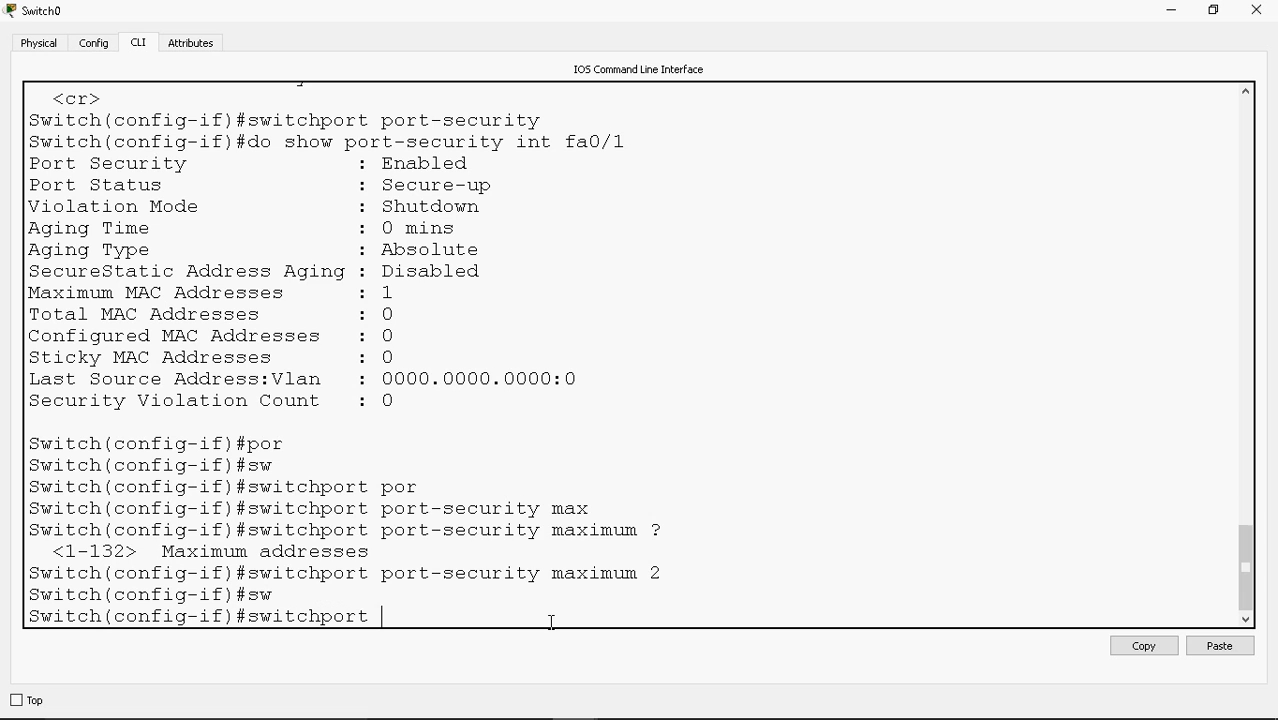 Switch0
Physical Config CLI Attributes
IOS Command Line Interface
<cr>
Switch(config-if)#switchport port-security
Switch(config-if)#do show port-security int fa0/1
Port Security : Enabled
Port Status : Secure-up
Violation Mode : Shutdown
Aging Time : 0 mins
Aging Type : Absolute
SecureStatic Address Aging : Disabled
Maximum MAC Addresses : 1
Total MAC Addresses : 0
Configured MAC Addresses : 0
Sticky MAC Addresses : 0
Last Source Address:Vlan : 0000.0000.0000:0
Security Violation Count : 0
Switch(config-if)#por
Switch(config-if)#sw
Switch(config-if)#switchport por
Switch(config-if)#switchport port-security max
Switch(config-if)#switchport port-security maximum ?
<1-132> Maximum addresses
Switch(config-if)#switchport port-security maximum 2
Switch(config-if)#sw
Switch(config-if)#switchport
Copy Paste
Top